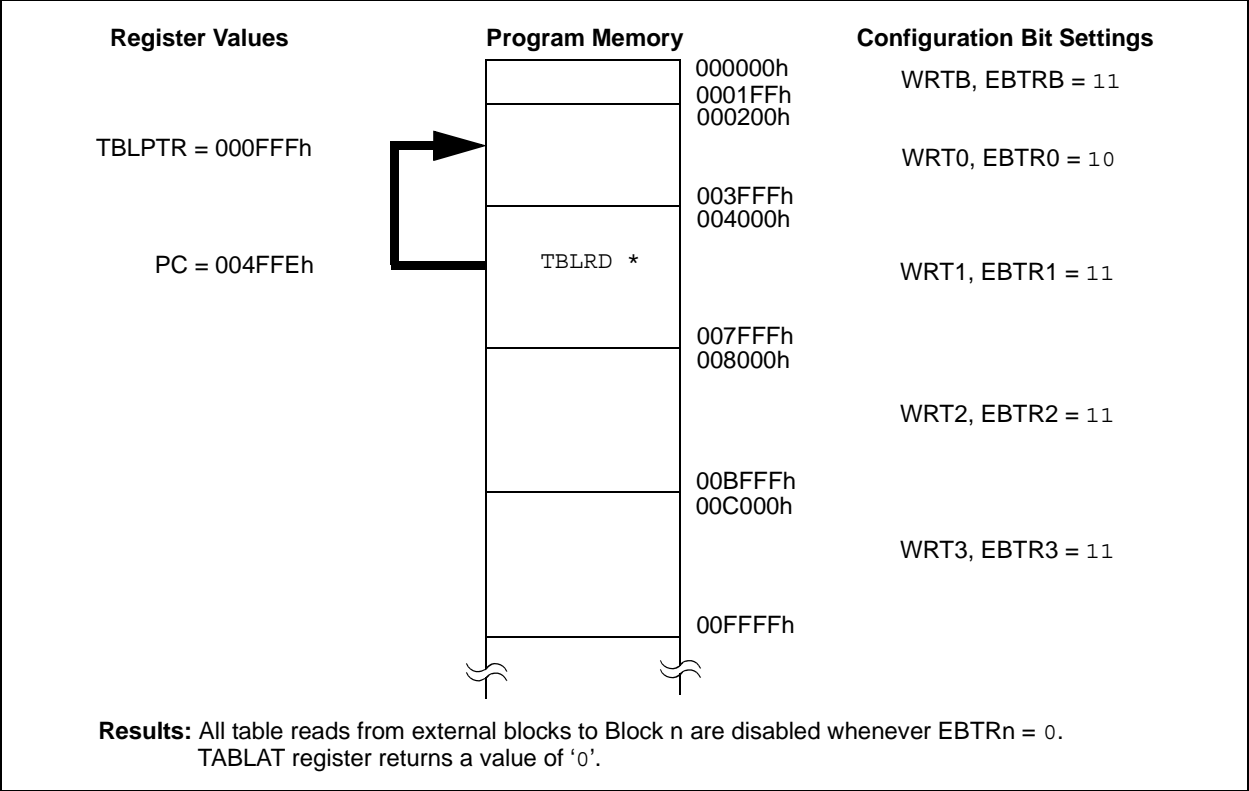 Register Values Program Memory Configuration Bit Settings
000000h
WRTB, EBTRB = 11
0001FFh
000200h
TBLPTR = 000FFFh
WRT0, EBTR0 = 10
003FFFh
004000h
PC = 004FFEh
TBLRD *
WRT1, EBTR1 = 11
007FFFh
008000h
WRT2, EBTR2 = 11
00BFFFh
00C000h
WRT3, EBTR3 = 11
00FFFFh
Results: All table reads from external blocks to Block n are disabled whenever EBTRn = 0.
TABLAT register returns a value of ‘0’.